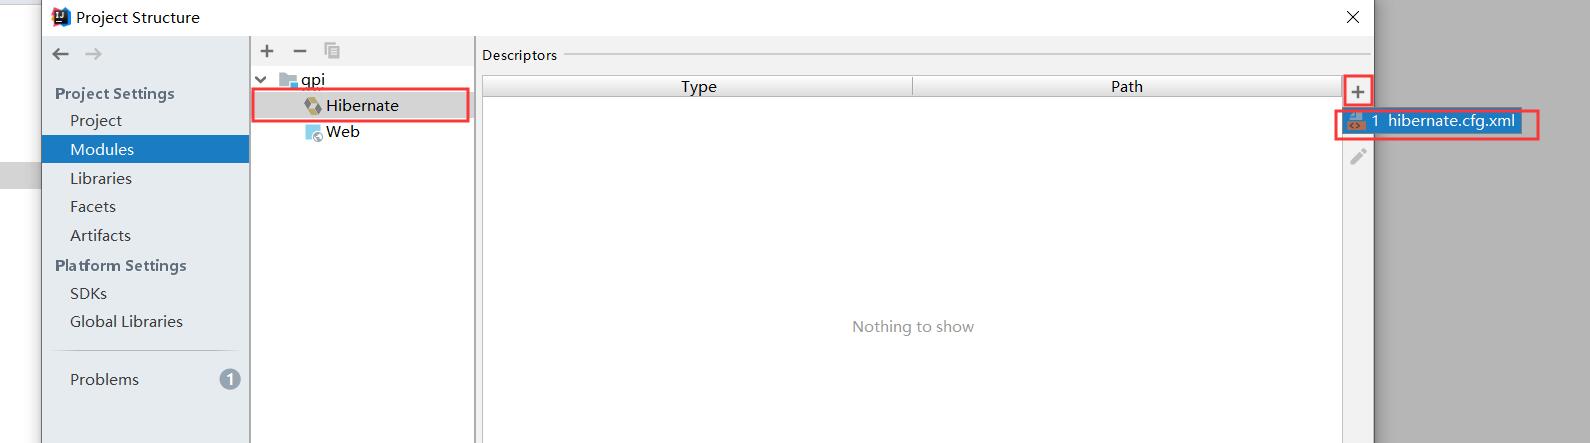 Project Structure
Project Settings
Project
Modules
Libraries
Facets
Artifacts
Platform Settings
SDKs
Global Libraries
Problems
1
qpi
Hibernate
Web
Descriptors
Type Path
1 hibernate.cfg.xml
Nothing to show